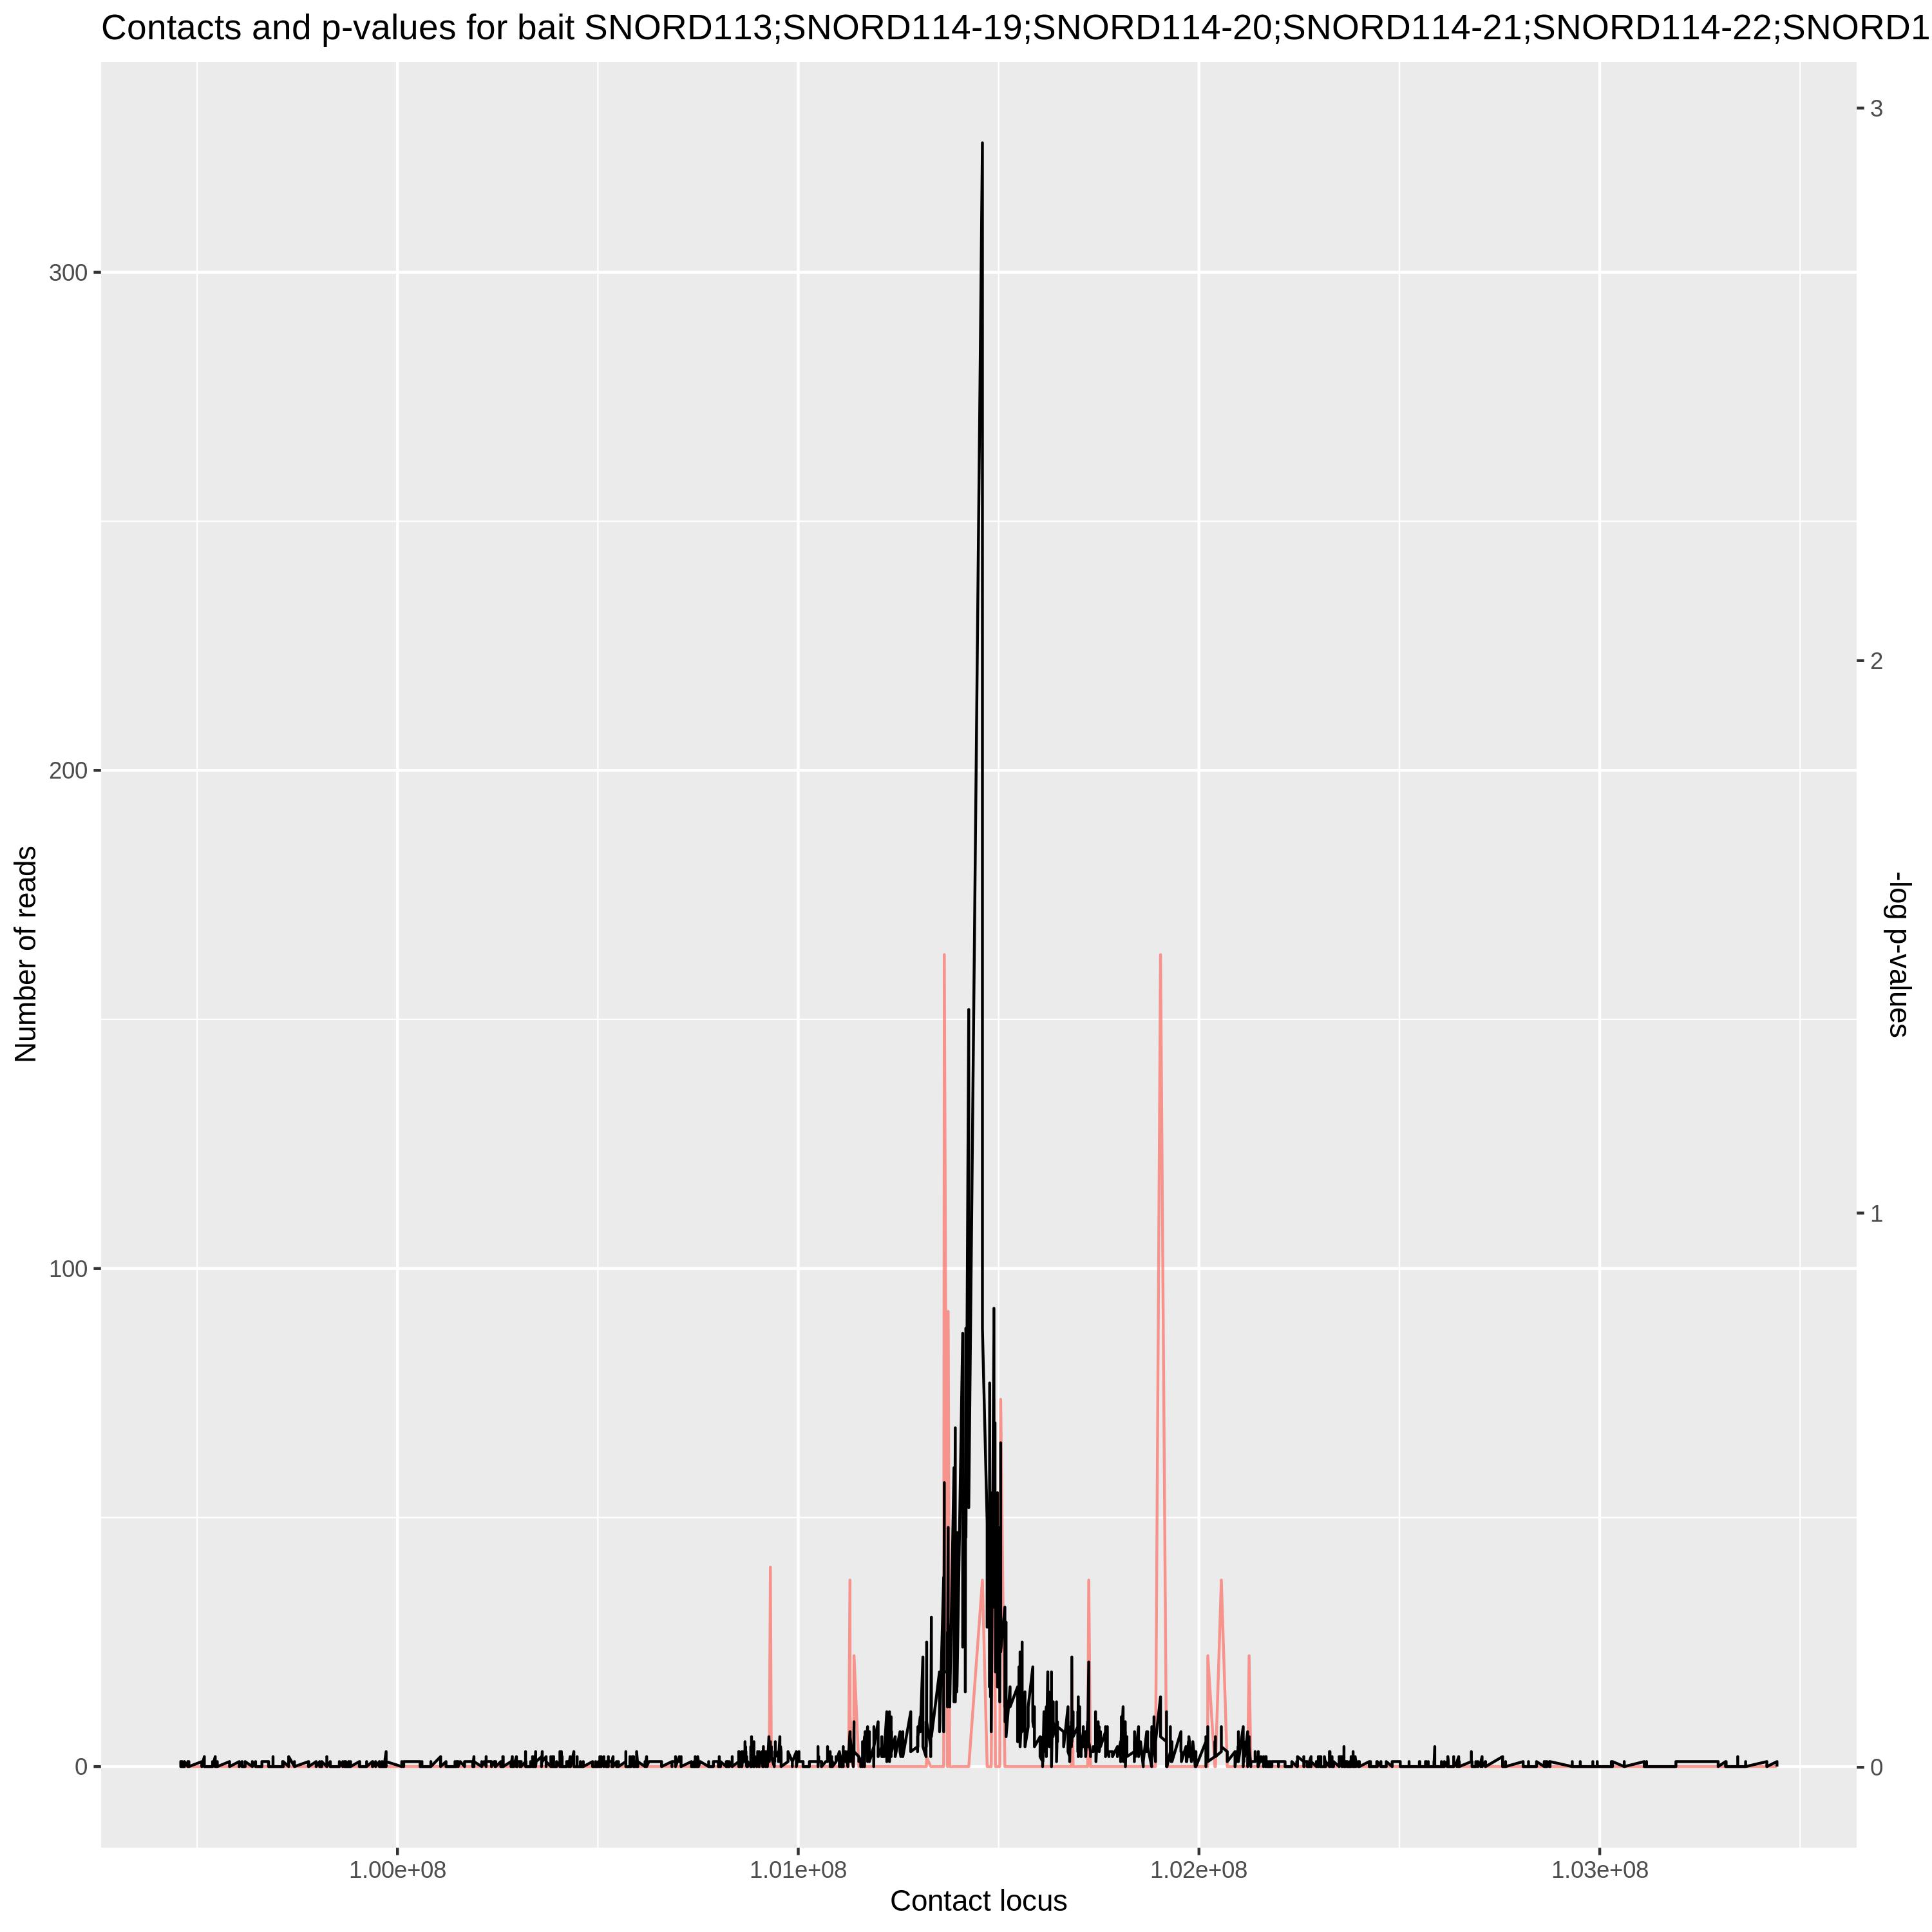 Contacts and p-values for bait SNORD113;SNORD114-19;SNORD114-20;SNORD114-21;SNORD114-22;SNORD1
3
300
2
200
Number of reads
-log p-values
1
100
0
0
1.00e+08
1.01e+08
1.02e+08
1.03e+08
Contact locus